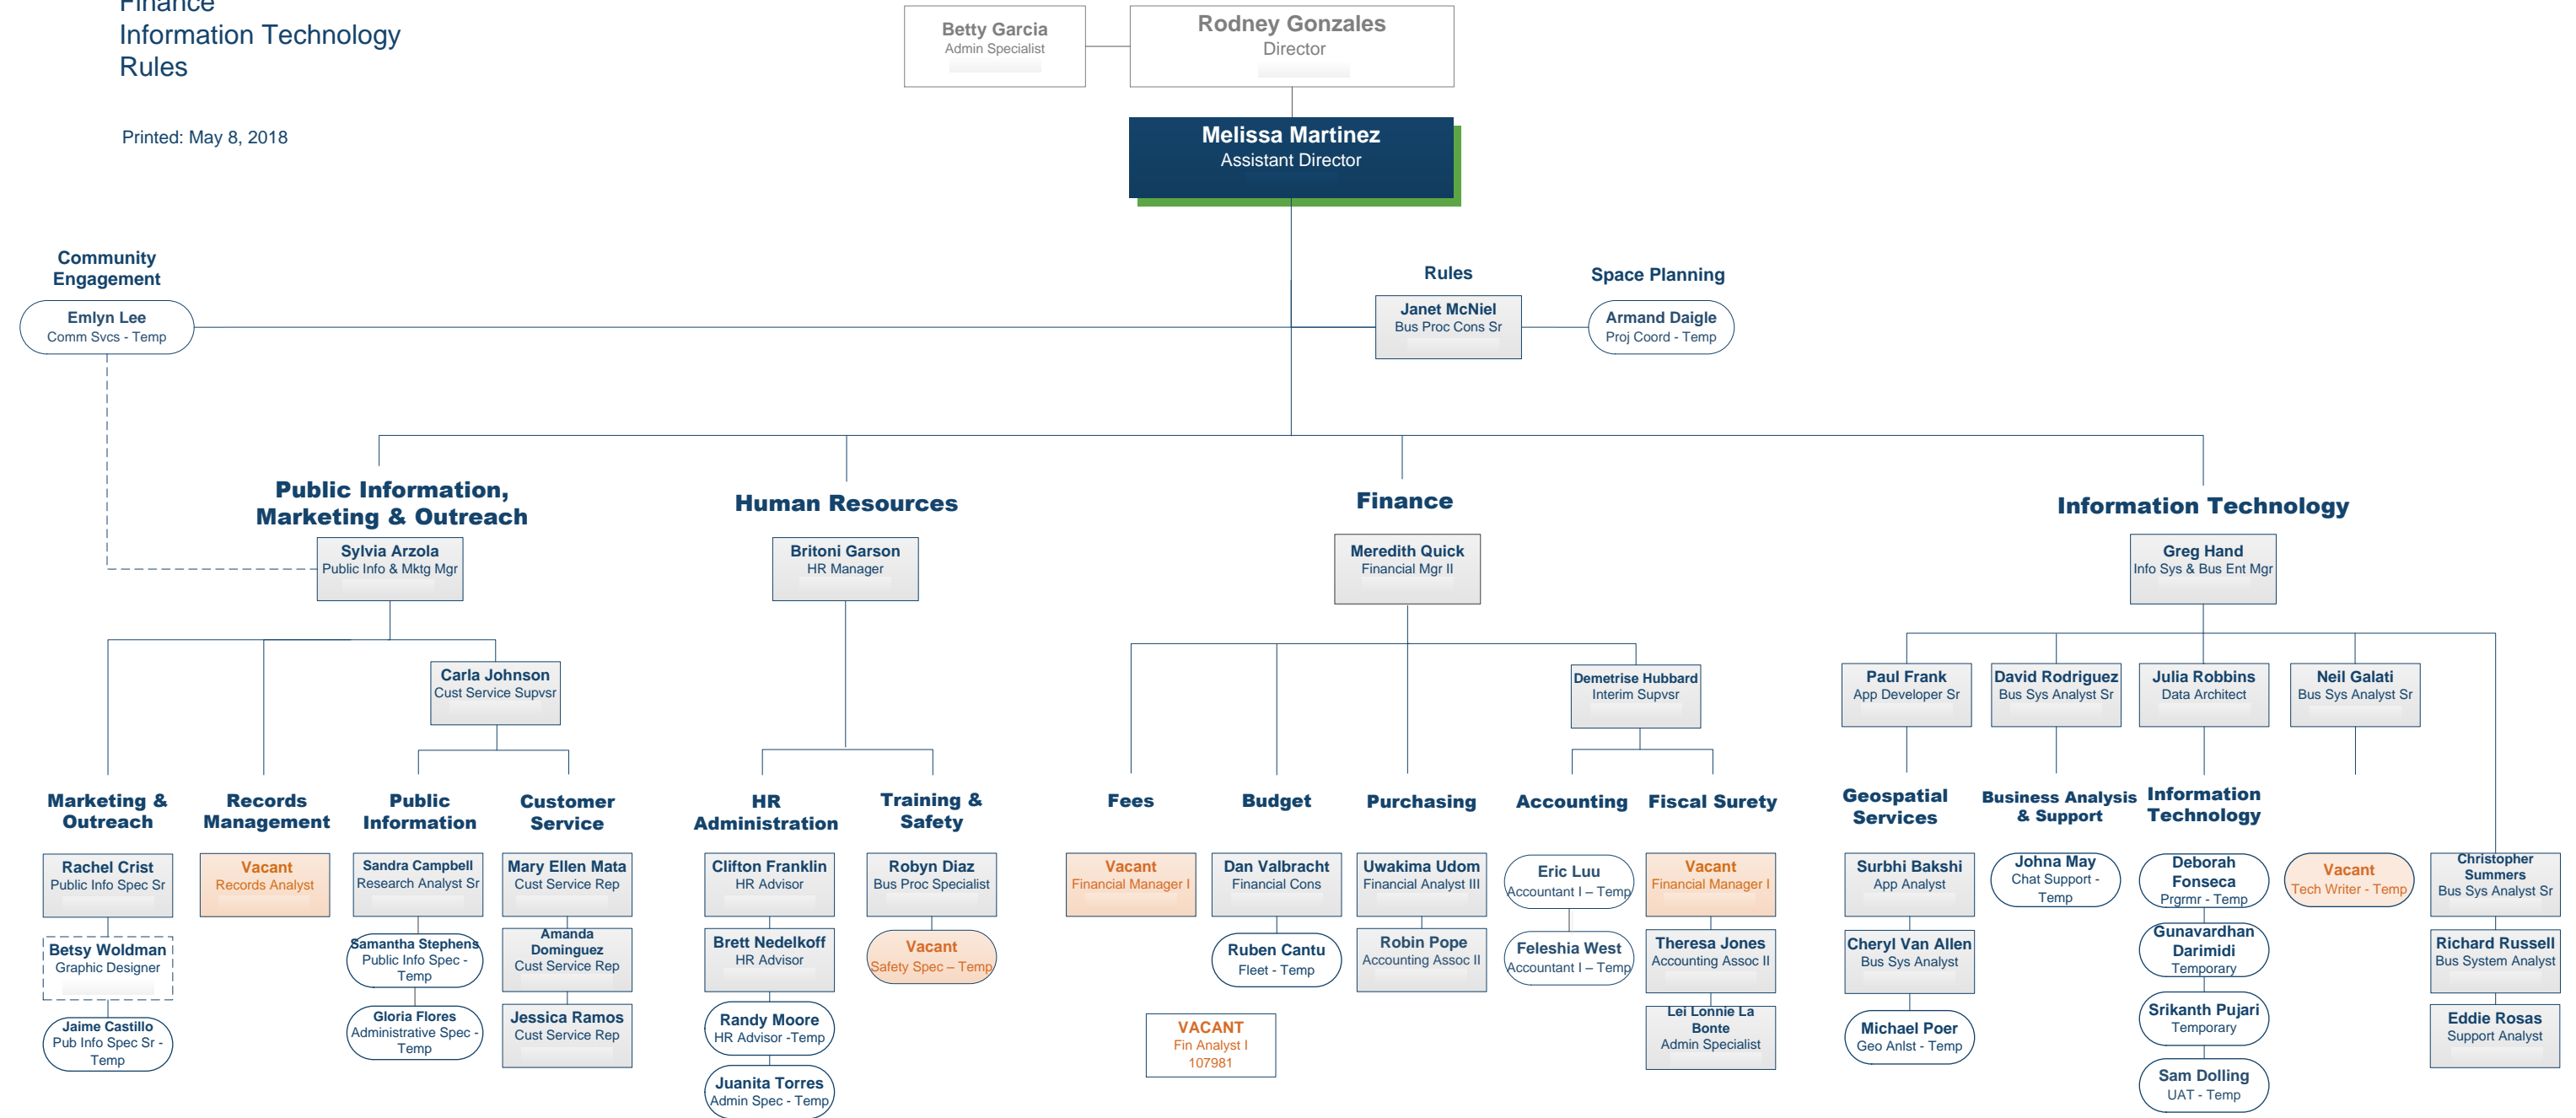 Finance
Information Technology
Rules
Printed: May 8, 2018
Betty Garcia
Admin Specialist
Rodney Gonzales
Director
Melissa Martinez
Assistant Director
Community
Engagement
Emlyn Lee
Comm Svcs - Temp
Rules
Janet McNiel
Bus Proc Cons Sr
Space Planning
Armand Daigle
Proj Coord - Temp
Public Information,
Marketing & Outreach
Sylvia Arzola
Public Info & Mktg Mgr
Human Resources
Britoni Garson
HR Manager
Finance
Meredith Quick
Financial Mgr II
Information Technology
Greg Hand
Info Sys & Bus Ent Mgr
Carla Johnson
Cust Service Supvsr
Demetrise Hubbard
Interim Supvsr
Paul Frank
App Developer Sr
David Rodriguez
Bus Sys Analyst Sr
Julia Robbins
Data Architect
Neil Galati
Bus Sys Analyst Sr
Marketing &
Outreach
Rachel Crist
Public Info Spec Sr
Betsy Woldman
Graphic Designer
Jaime Castillo
Pub Info Spec Sr -
Temp
Records
Management
Vacant
Records Analyst
Public
Information
Sandra Campbell
Research Analyst Sr
Samantha Stephens
Public Info Spec -
Temp
Gloria Flores
Administrative Spec -
Temp
Customer
Service
Mary Ellen Mata
Cust Service Rep
Amanda
Dominguez
Cust Service Rep
Jessica Ramos
Cust Service Rep
HR
Administration
Clifton Franklin
HR Advisor
Brett Nedelkoff
HR Advisor
Randy Moore
HR Advisor -Temp
Juanita Torres
Admin Spec - Temp
Training &
Safety
Robyn Diaz
Bus Proc Specialist
Vacant
Safety Spec – Temp
Fees
Vacant
Financial Manager I
VACANT
Fin Analyst I
107981
Budget
Dan Valbracht
Financial Cons
Ruben Cantu
Fleet - Temp
Purchasing
Uwakima Udom
Financial Analyst III
Robin Pope
Accounting Assoc II
Accounting
Eric Luu
Accountant I – Temp
Feleshia West
Accountant I – Temp
Fiscal Surety
Vacant
Financial Manager I
Theresa Jones
Accounting Assoc II
Lei Lonnie La
Bonte
Admin Specialist
Geospatial
Services
Surbhi Bakshi
App Analyst
Cheryl Van Allen
Bus Sys Analyst
Michael Poer
Geo Anlst - Temp
Business Analysis
& Support
Johna May
Chat Support -
Temp
Information
Technology
Deborah
Fonseca
Prgrmr - Temp
Gunavardhan
Darimidi
Temporary
Srikanth Pujari
Temporary
Sam Dolling
UAT - Temp
Vacant
Tech Writer - Temp
Christopher
Summers
Bus Sys Analyst Sr
Richard Russell
Bus System Analyst
Eddie Rosas
Support Analyst